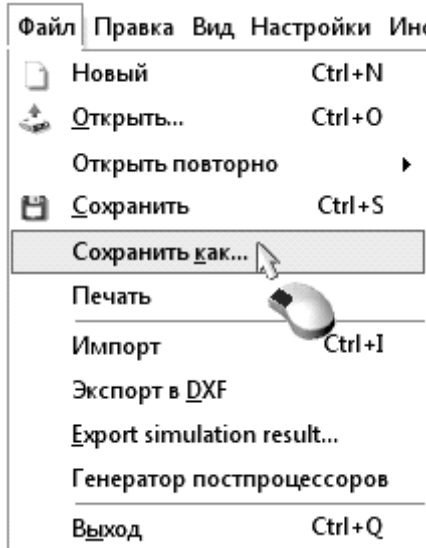 Файл Правка Вид Настройки
Новый Ctrl+N
Открыть... Ctrl+O
Открыть повторно
Сохранить Ctrl+S
Сохранить как...
Печать
Импорт Ctrl+I
Экспорт в DXF
Export simulation result...
Генератор постпроцессоров
Выход Ctrl+Q